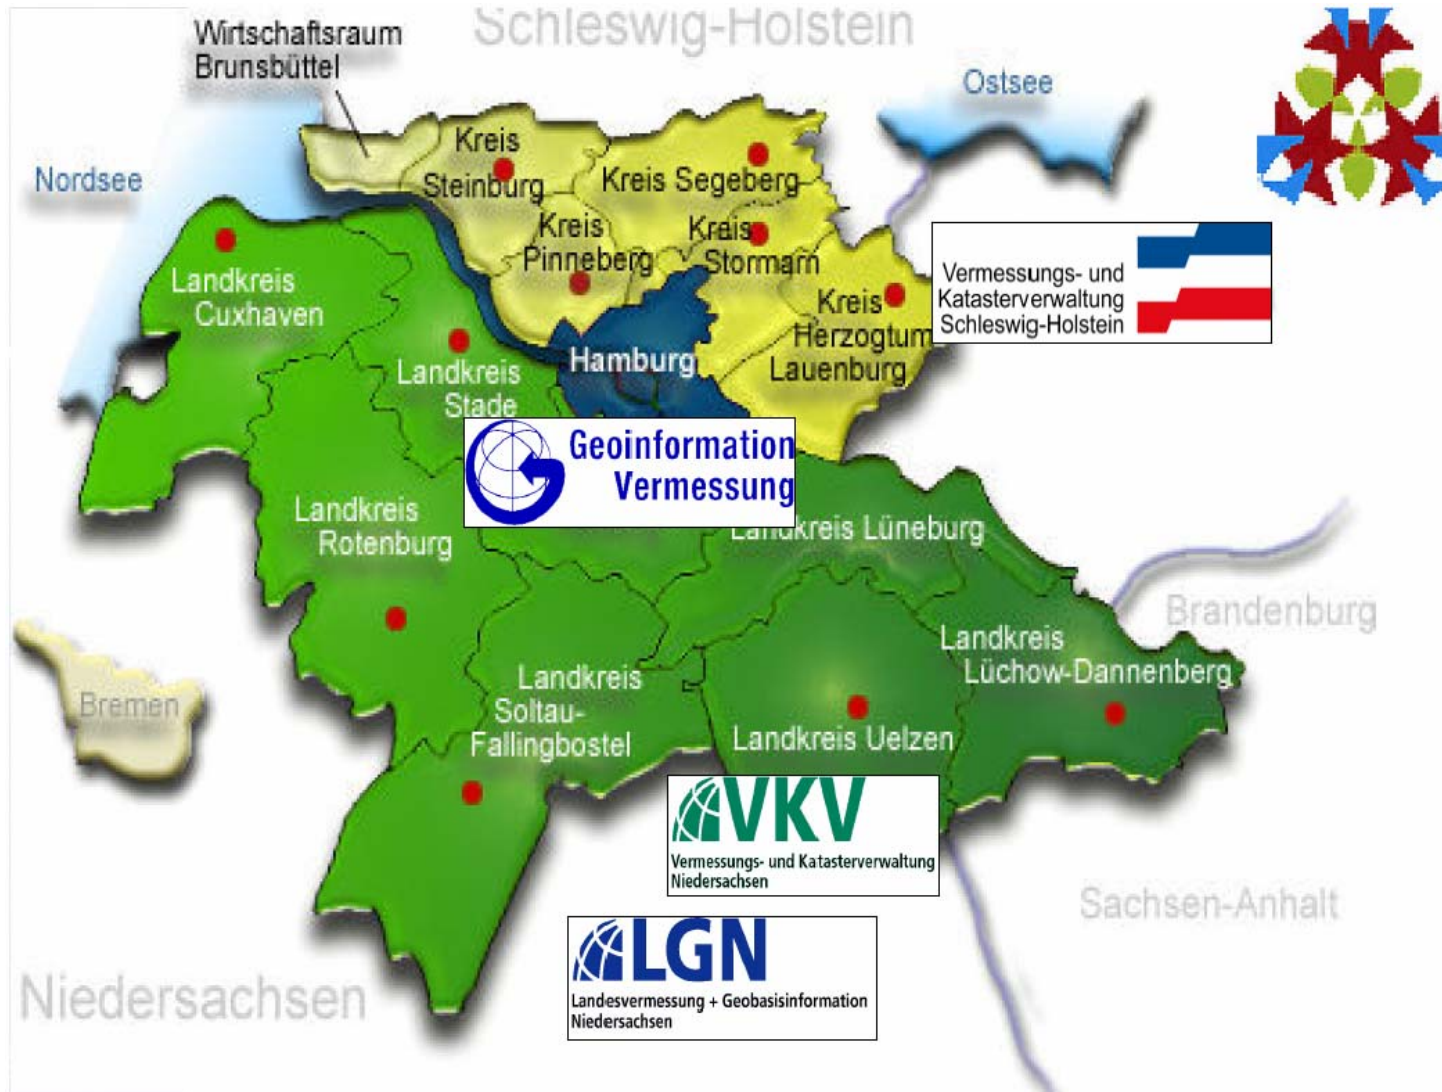 Schleswig-Holstein
Wirtschaftsraum
Brunsbüttel
Ostsee
Nordsee
Kreis
Steinburg
Kreis Segeberg
Kreis
Pinneberg
Kreis
Stormarn
Kreis
Herzogtum
Lauenburg
Vermessungs- und
Katasterverwaltung
Schleswig-Holstein
Landkreis
Cuxhaven
Hamburg
Landkreis
Stade
Geoinformation
Vermessung
Landkreis
Rotenburg
Landkreis Lüneburg
Brandenburg
Landkreis
Lüchow-Dannenberg
Bremen
Landkreis
Soltau-
Fallingbostel
Landkreis Uelzen
VKV
Vermessungs- und Katasterverwaltung
Niedersachsen
Sachsen-Anhalt
LGN
Landesvermessung + Geobasisinformation
Niedersachsen
Niedersachsen